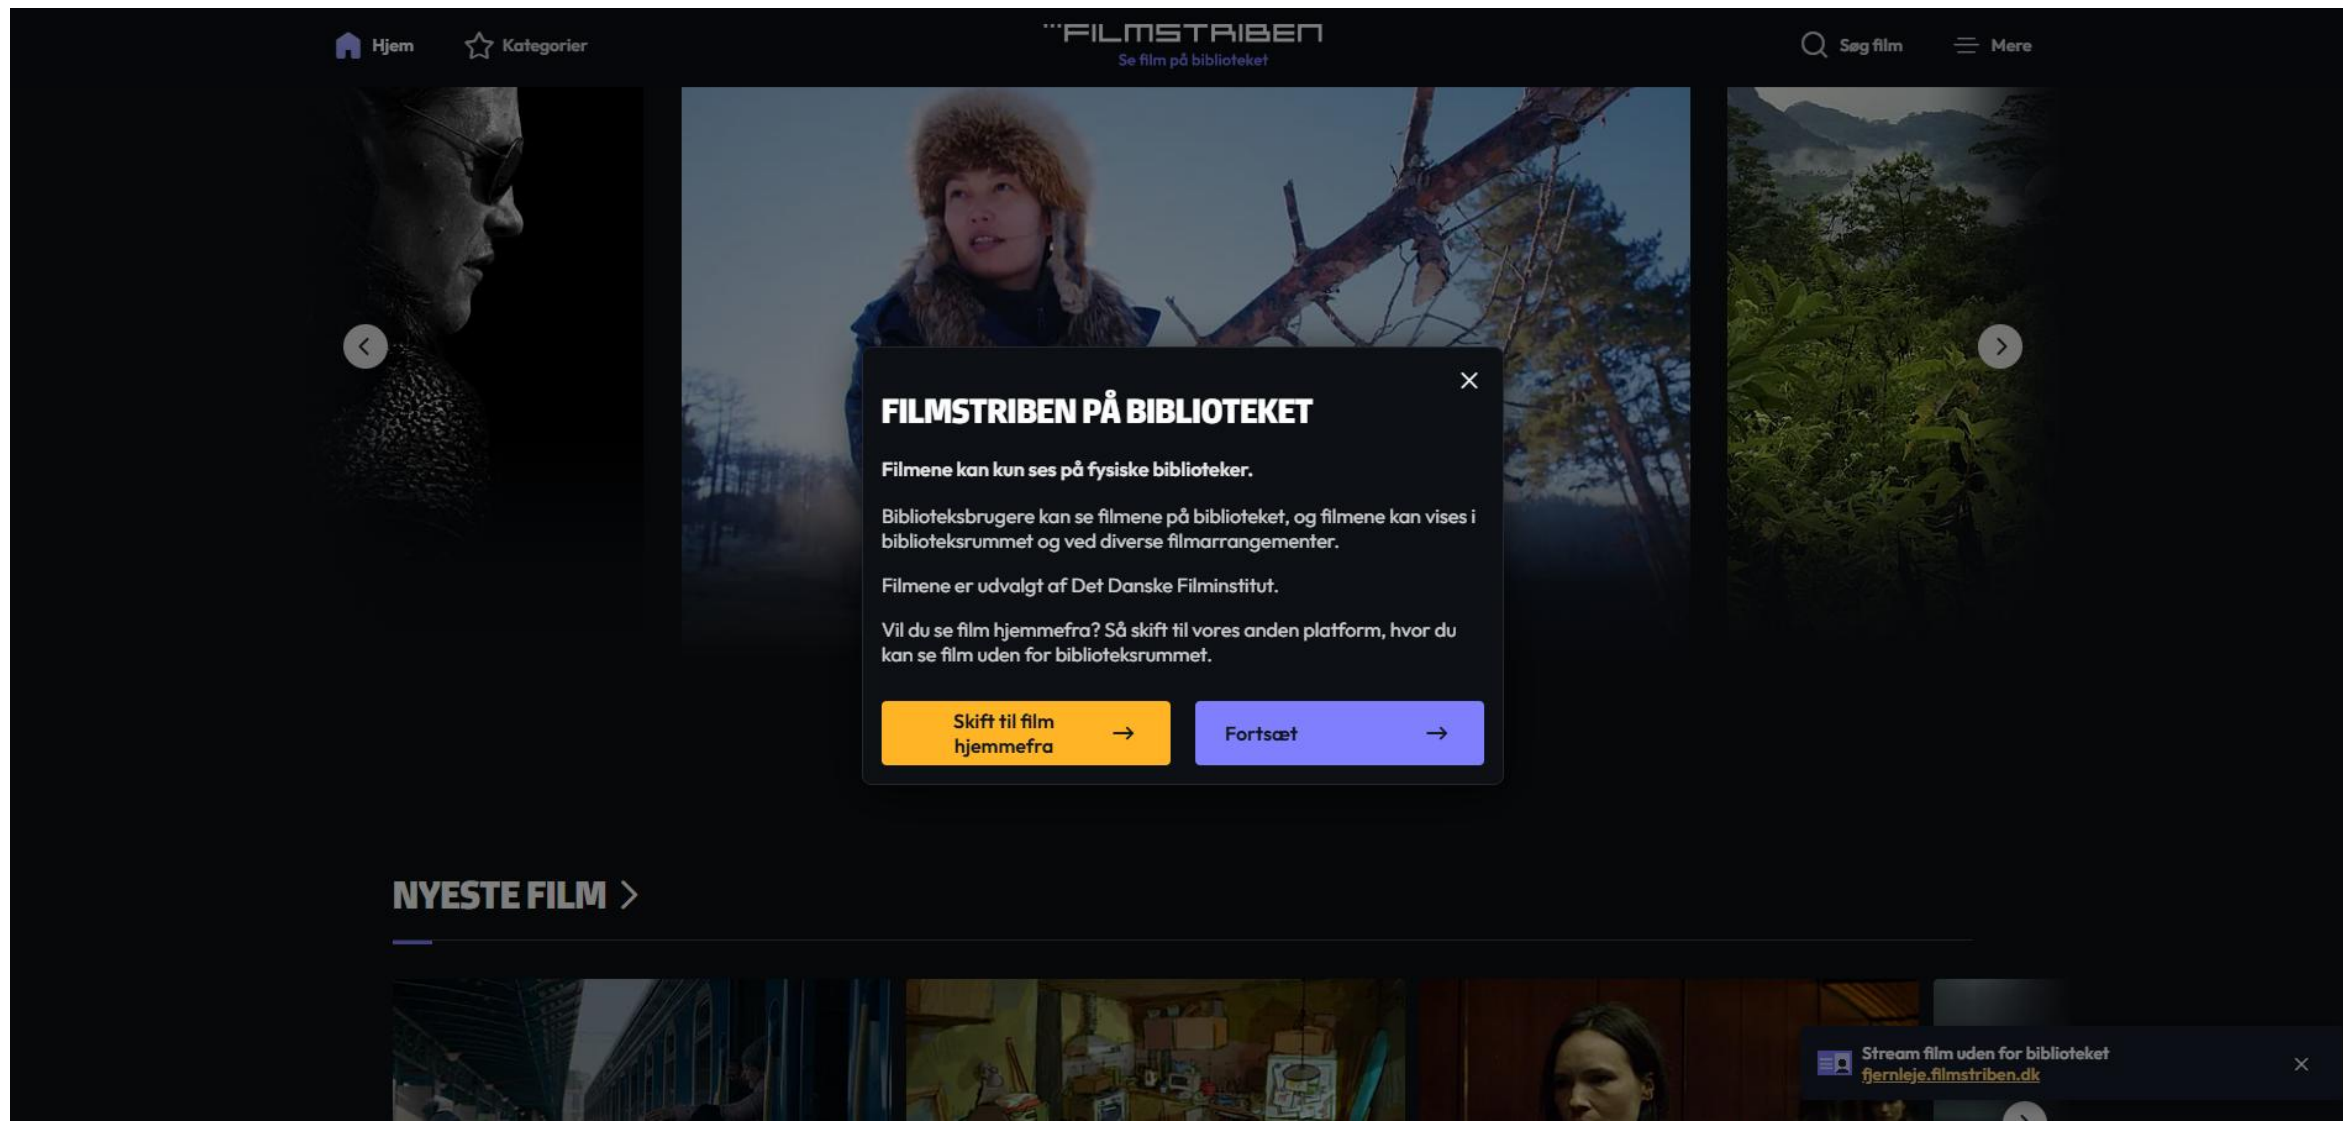 Hjem
Kategorier
FILMSTRIBEN
Se film på biblioteket
Søg film
Mere
FILMSTRIBEN PÅ BIBLIOTEKET
Filmene kan kun ses på fysiske biblioteker.
Biblioteksbrugere kan se filmene på biblioteket, og filmene kan vises i
biblioteksrummet og ved diverse filmarrangementer.
Filmene er udvalgt af Det Danske Filminstitut.
Vil du se film hjemmefra? Så skift til vores anden platform, hvor du
kan se film uden for biblioteksrummet.
Skift til film
hjemmefra
Fortsæt
NYESTE FILM
Stream film uden for biblioteket
fjernleje.filmstriben.dk